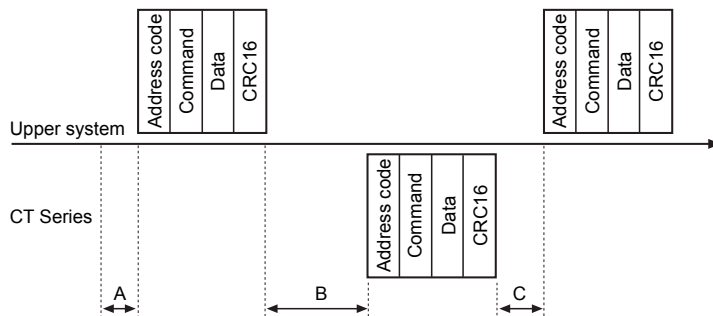 Address code
Command
Data
CRC16
Address code
Command
Data
CRC16
Upper system
Address code
Command
Data
CRC16
CT Series
A
B
C